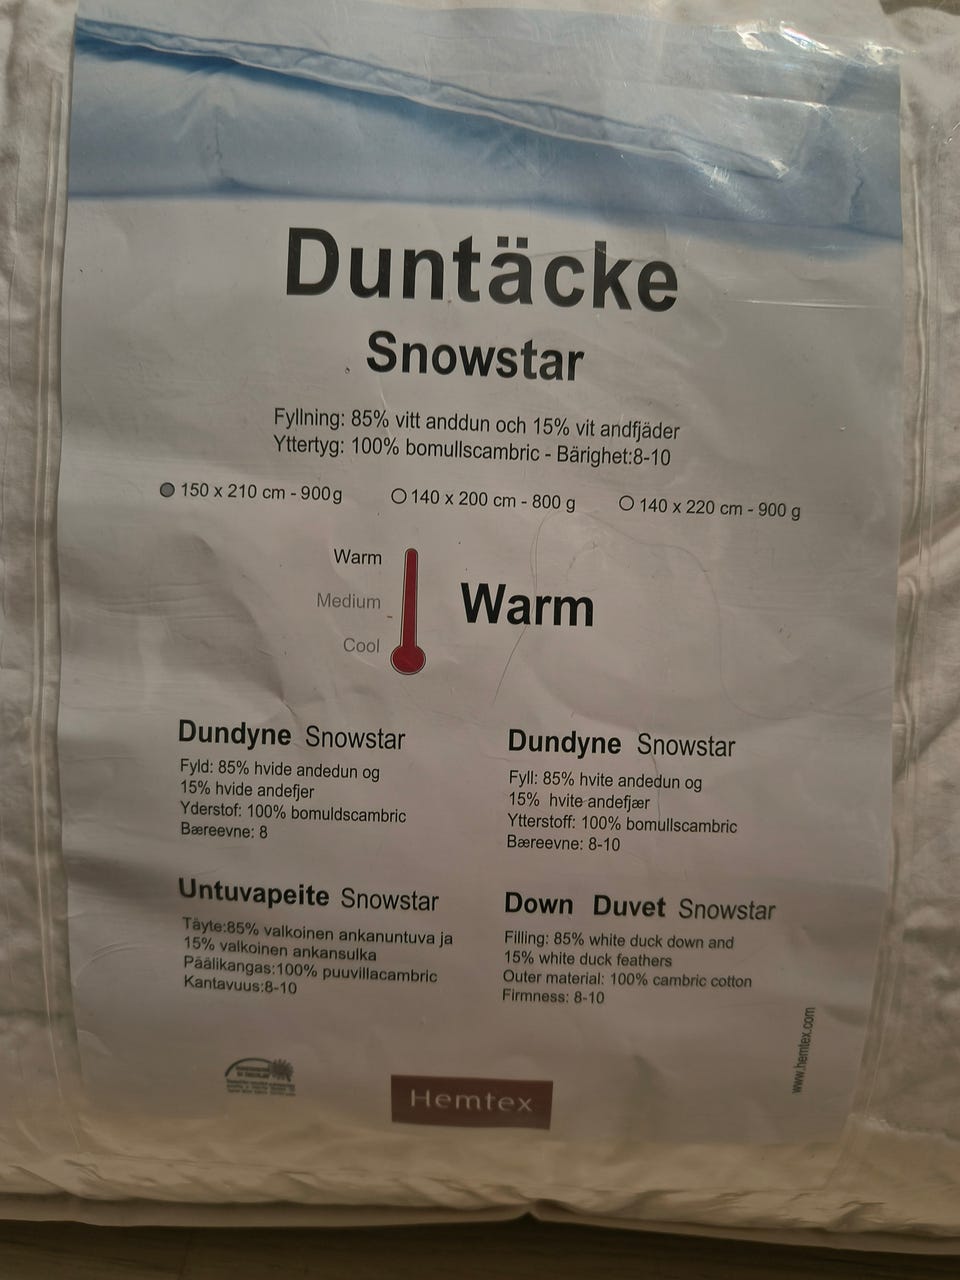 Duntäcke
Snowstar
Fyllning: 85% vitt anddun och 15% vit andfjäder
Yttertyg: 100% bomullscambric - Bärighet:8-10
150 x 210 cm - 900g
140 x 200 cm - 800 g
140 x 220 cm - 900 g
Warm
Medium
Cool
Warm
Dundyne Snowstar
Fyld: 85% hvide andedun og
15% hvide andefjer
Yderstof: 100% bomuldscambric
Bæreevne: 8
Dundyne Snowstar
Fyll: 85% hvite andedun og
15% hvite andefjær
Ytterstoff: 100% bomullscambric
Bæreevne: 8-10
Untuvapeite Snowstar
Täyte:85% valkoinen ankanuntuva ja
15% valkoinen ankansulka
Päälikangas:100% puuvillacambric
Kantavuus:8-10
Down Duvet Snowstar
Filling: 85% white duck down and
15% white duck feathers
Outer material: 100% cambric cotton
Firmness: 8-10
www.hemtex.com
Hemtex